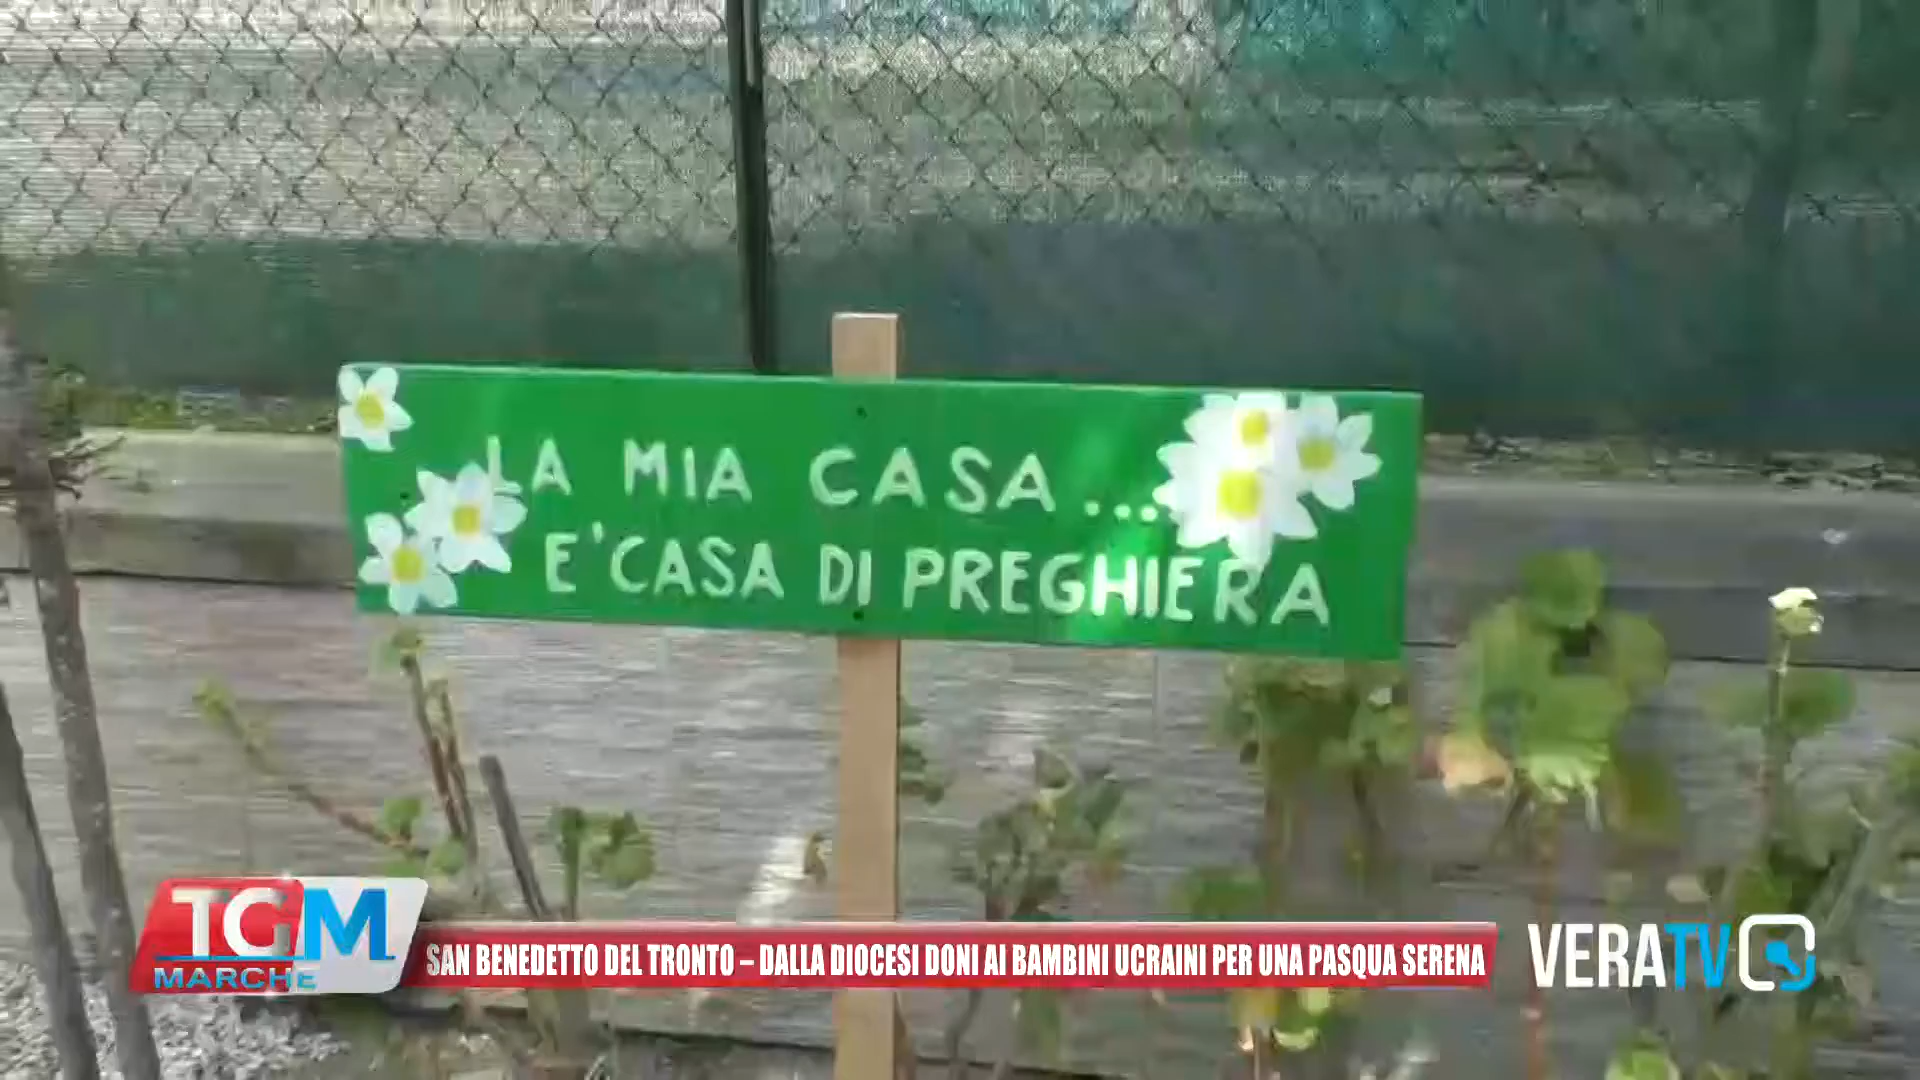 LA MIA CASA...
E' CASA DI PREGHIERA
TGM
MARCHE
SAN BENEDETTO DEL TRONTO – DALLA DIOCESI DONI AI BAMBINI UCRAINI PER UNA PASQUA SERENA
VERATV